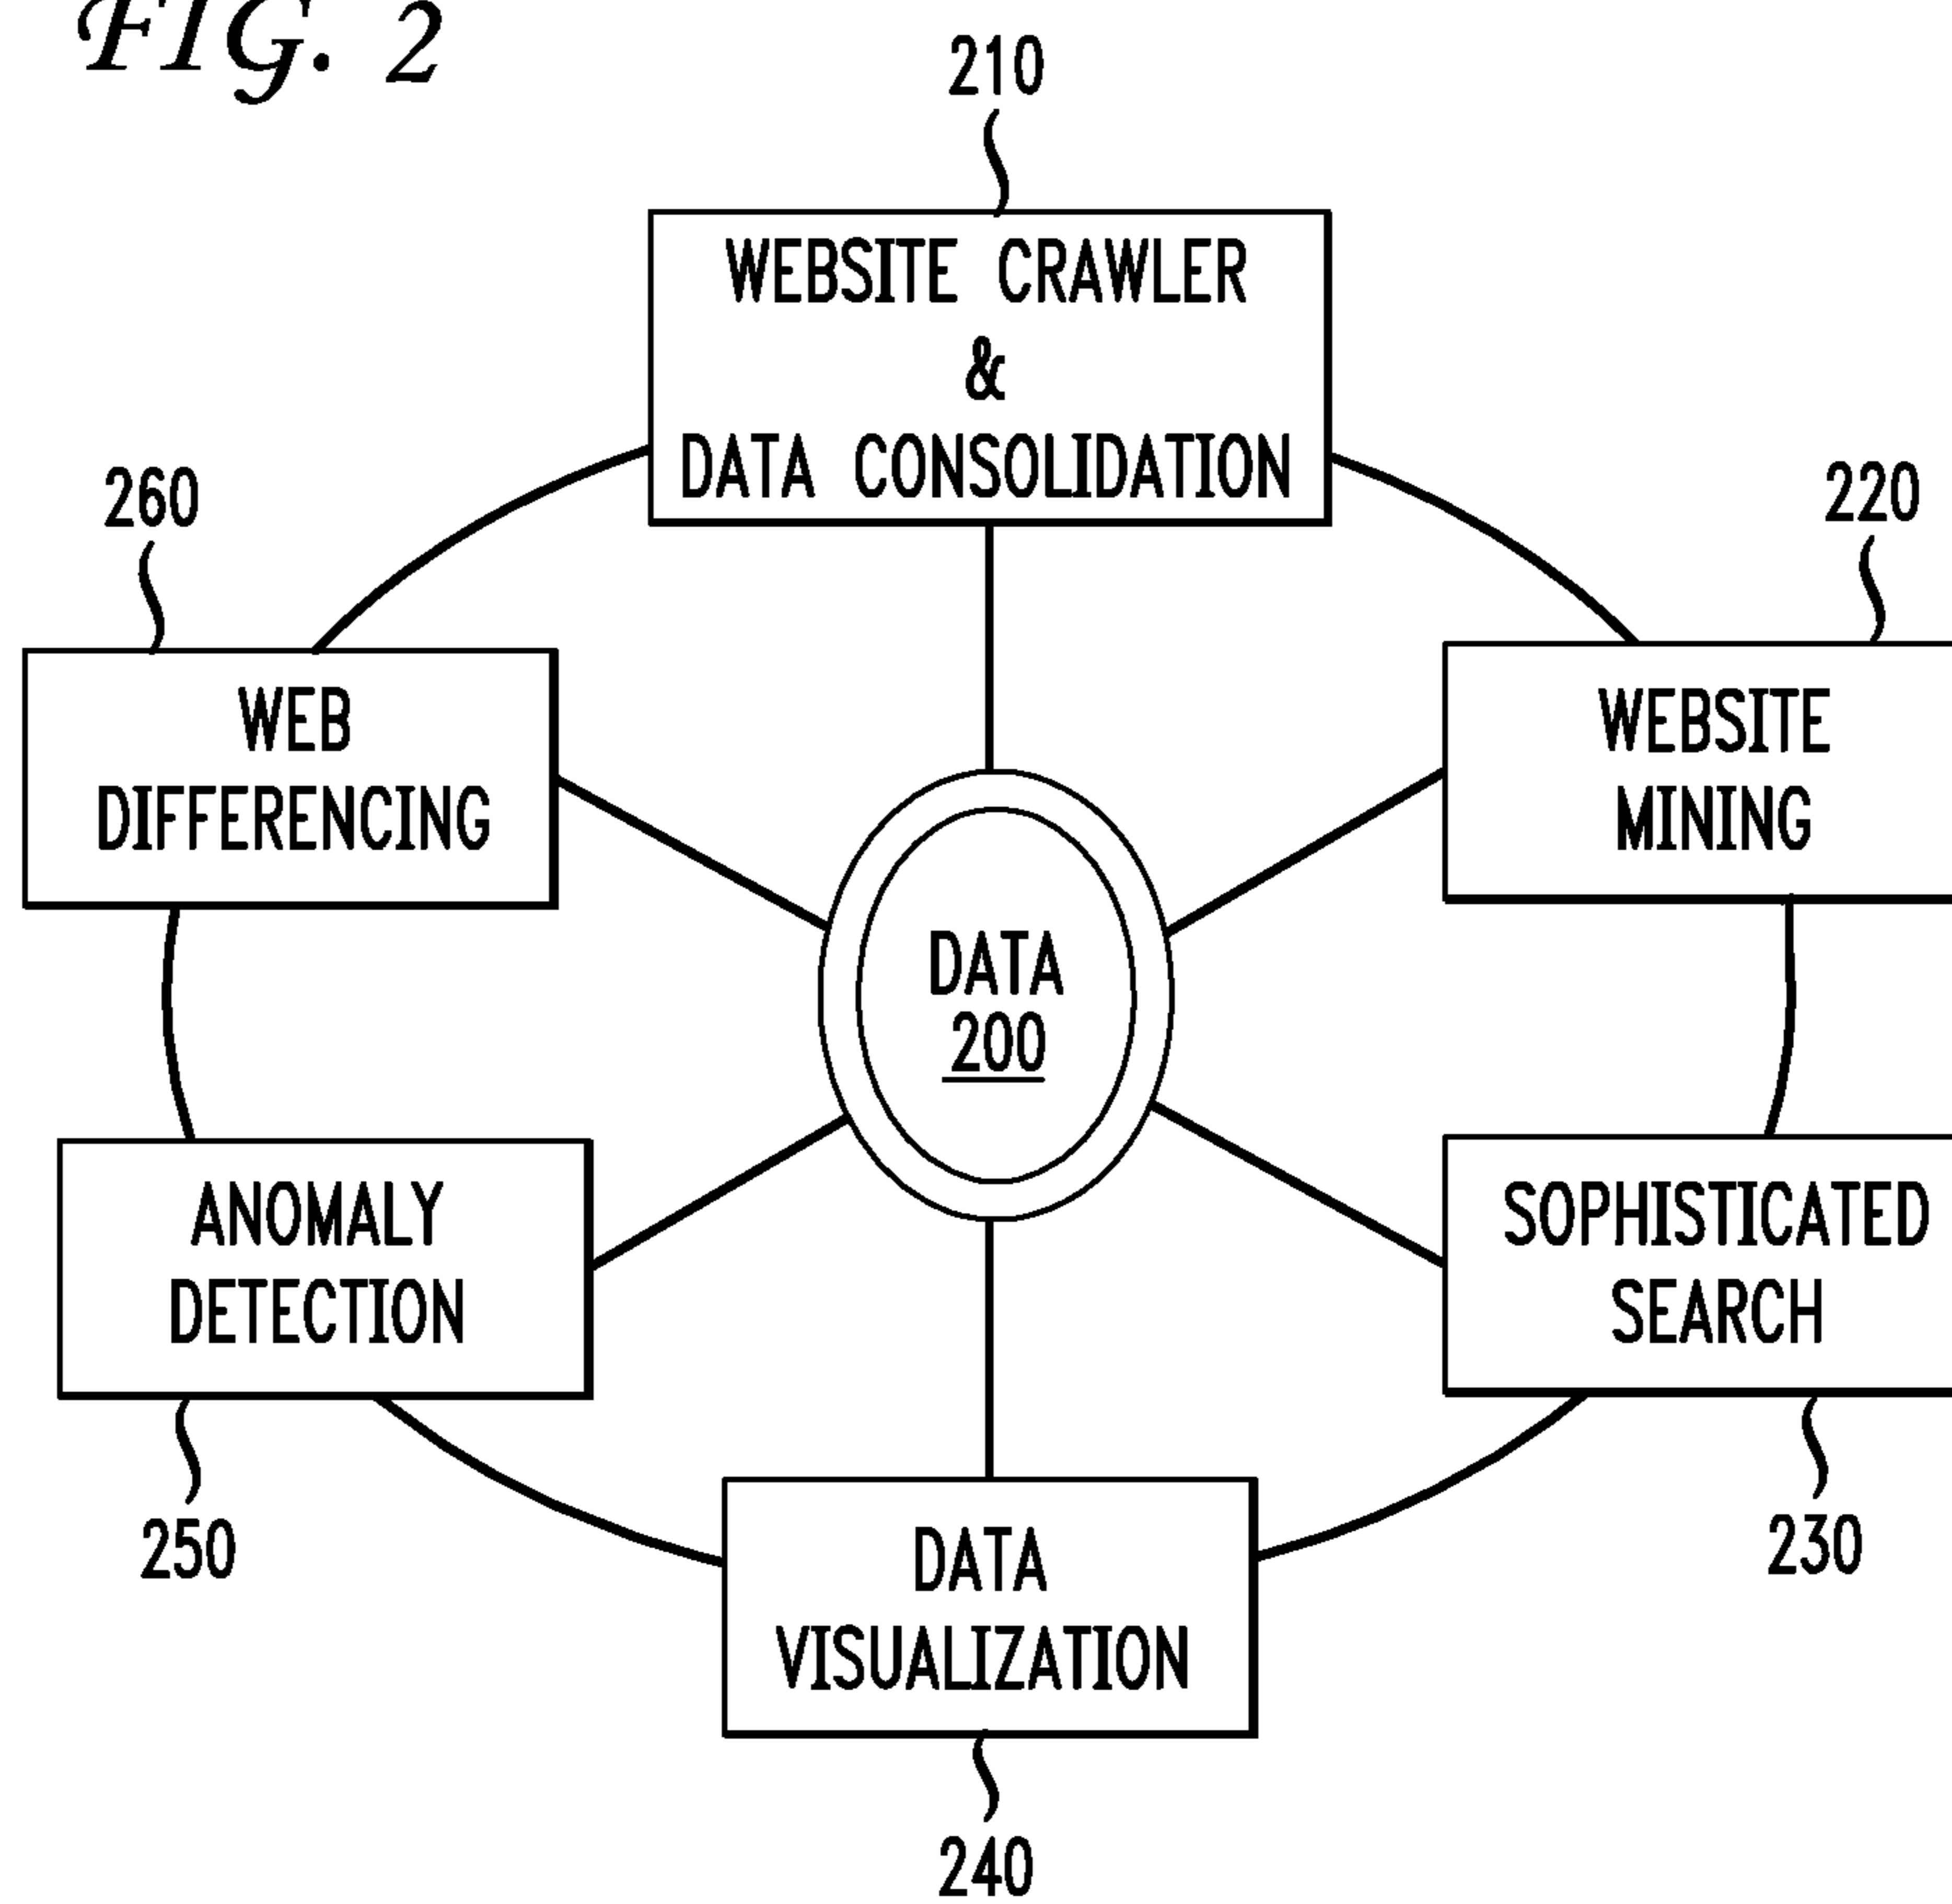 FIG. 2
210
WEBSITE CRAWLER
&
DATA CONSOLIDATION
260
220
WEB
DIFFERENCING
WEBSITE
MINING
DATA
200
ANOMALY
DETECTION
SOPHISTICATED
SEARCH
250
230
DATA
VISUALIZATION
240